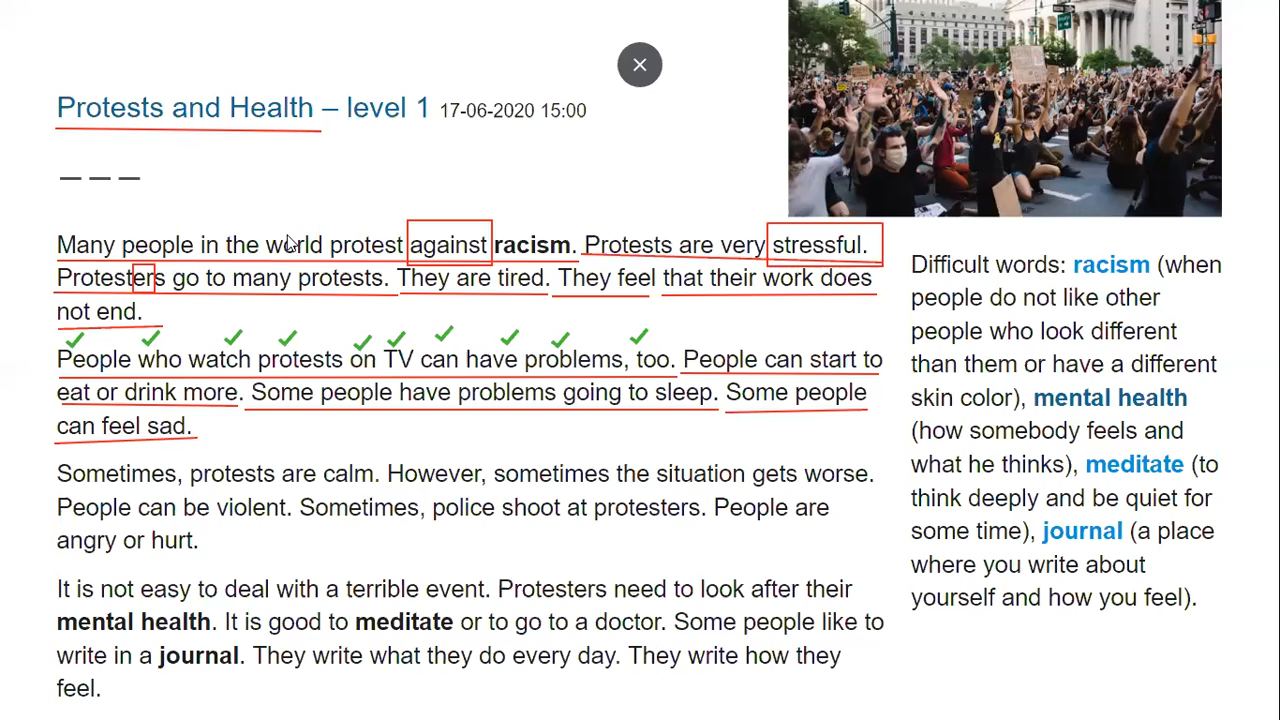 Protests and Health – level 1 17-06-2020 15:00
Many people in the world protest against racism. Protests are very stressful.
Protesters go to many protests. They are tired. They feel that their work does
not end.
People who watch protests on TV can have problems, too. People can start to
eat or drink more. Some people have problems going to sleep. Some people
can feel sad.
Sometimes, protests are calm. However, sometimes the situation gets worse.
People can be violent. Sometimes, police shoot at protesters. People are
angry or hurt.
It is not easy to deal with a terrible event. Protesters need to look after their
mental health. It is good to meditate or to go to a doctor. Some people like to
write in a journal. They write what they do every day. They write how they
feel.
Difficult words: racism (when
people do not like other
people who look different
than them or have a different
skin color), mental health
(how somebody feels and
what he thinks), meditate (to
think deeply and be quiet for
some time), journal (a place
where you write about
yourself and how you feel).